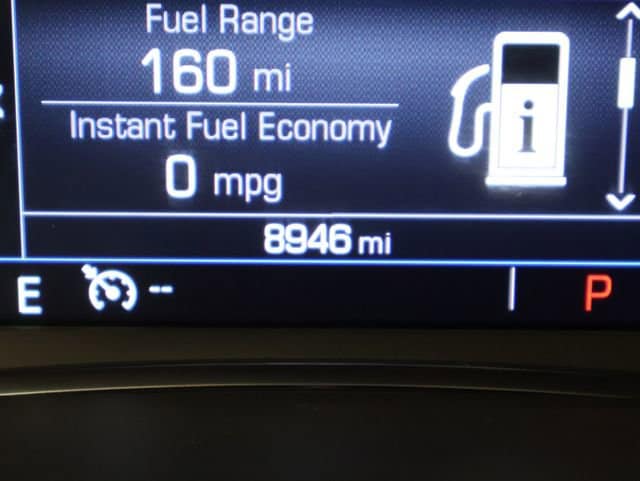 Fuel Range
160 mi
Instant Fuel Economy
0 mpg
i
8946 mi
E -- P